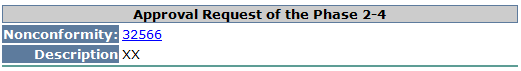 Approval Request of the Phase 2-4
Nonconformity: 32566
Description XX